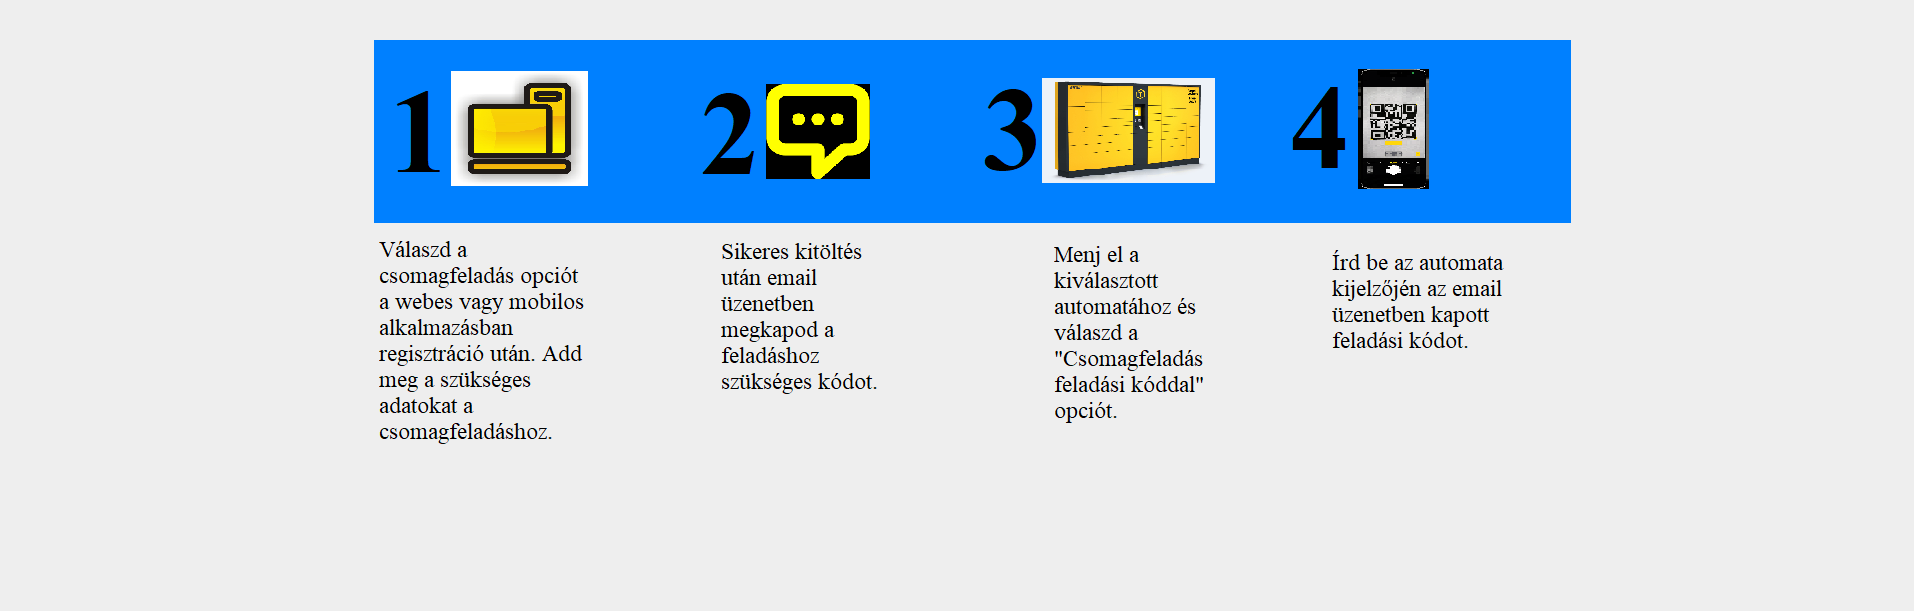 1
2
3
4
Válaszd a
csomagfeladás opciót
a webes vagy mobilos
alkalmazásban
regisztráció után. Add
meg a szükséges
adatokat a
csomagfeladáshoz.
Sikeres kitöltés
után email
üzenetben
megkapod a
feladáshoz
szükséges kódot.
Menj el a
kiválasztott
automatához és
válaszd a
"Csomagfeladás
feladási kóddal"
opciót.
Írd be az automata
kijelzőjén az email
üzenetben kapott
feladási kódot.